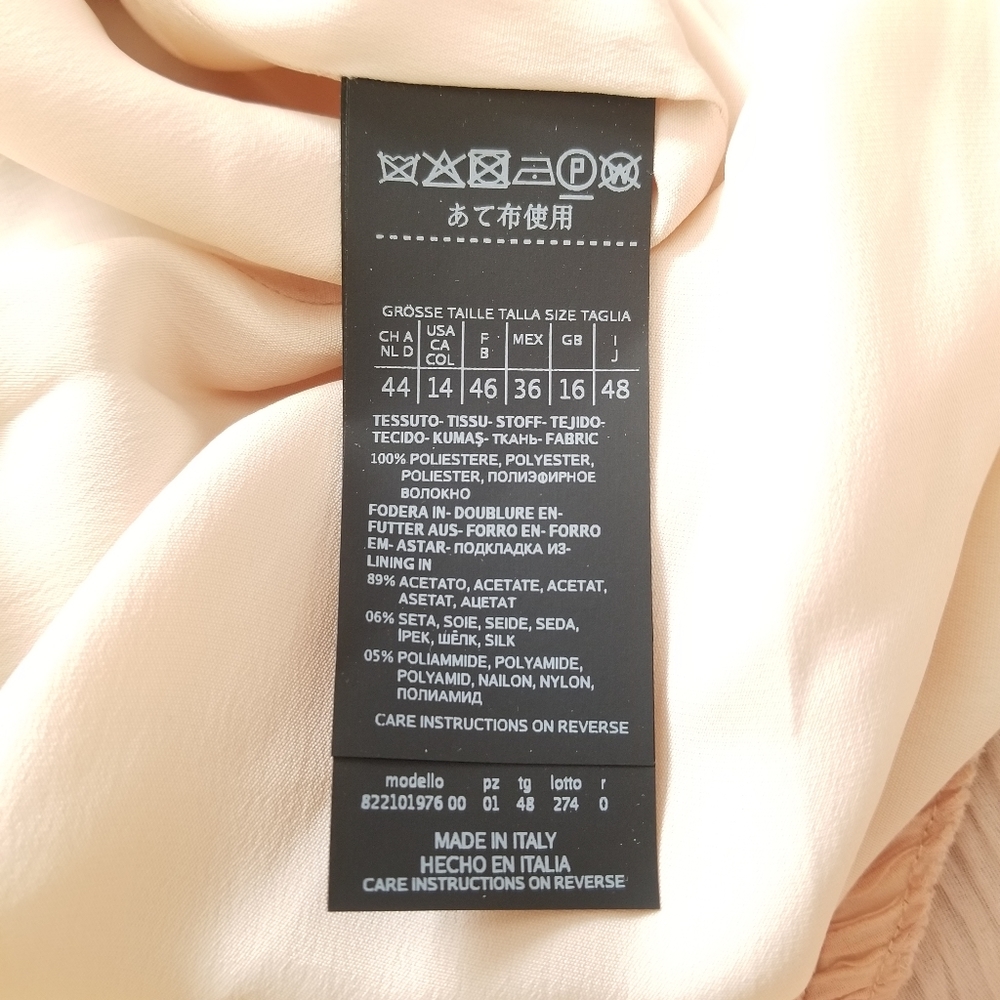 P W
あて布使用
GRÖSSE TAILLE TALLA SIZE TAGLIA
CH A NL D USA CA COL F B MEX GB I J
44 14 46 36 16 48
TESSUTO- TISSU- STOFF- TEJIDO-
TECIDO- KUMAŞ- ТКАНЬ- FABRIC
100% POLIESTERE, POLYESTER,
POLIESTER, ПОЛИЭФИРНОЕ
ВОЛОКНО
FODERA IN- DOUBLURE EN-
FUTTER AUS- FORRO EN- FORRO
EM- ASTAR- ПОДКЛАДКА ИЗ-
LINING IN
89% ACETATO, ACETATE, ACETAT,
ASETAT, АЦЕТАТ
06% SETA, SOIE, SEIDE, SEDA,
İPEK, ШЁЛК, SILK
05% POLIAMMIDE, POLYAMIDE,
POLYAMID, NAILON, NYLON,
ПОЛИАМИД
CARE INSTRUCTIONS ON REVERSE
modello pz tg lotto r
822101976 00 01 48 274 0
MADE IN ITALY
HECHO EN ITALIA
CARE INSTRUCTIONS ON REVERSE